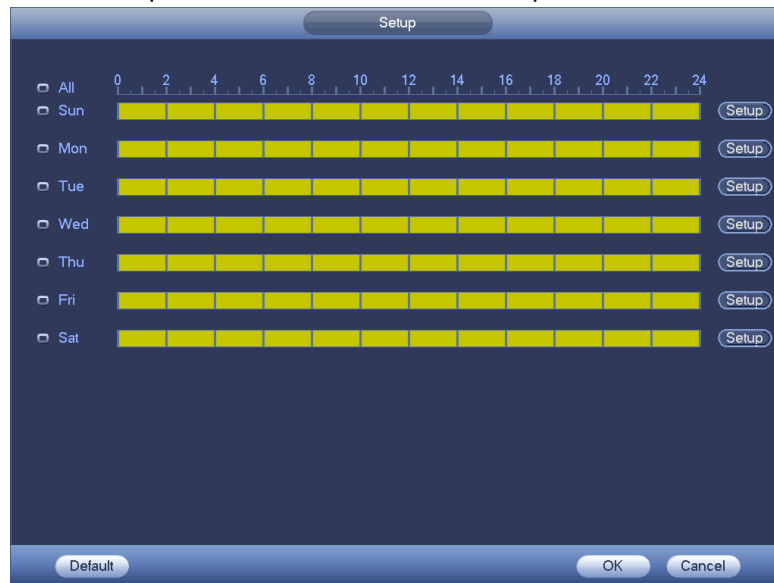 Setup
All 0 2 4 6 8 10 12 14 16 18 20 22 24
Sun Setup
Mon Setup
Tue Setup
Wed Setup
Thu Setup
Fri Setup
Sat Setup
Default OK Cancel